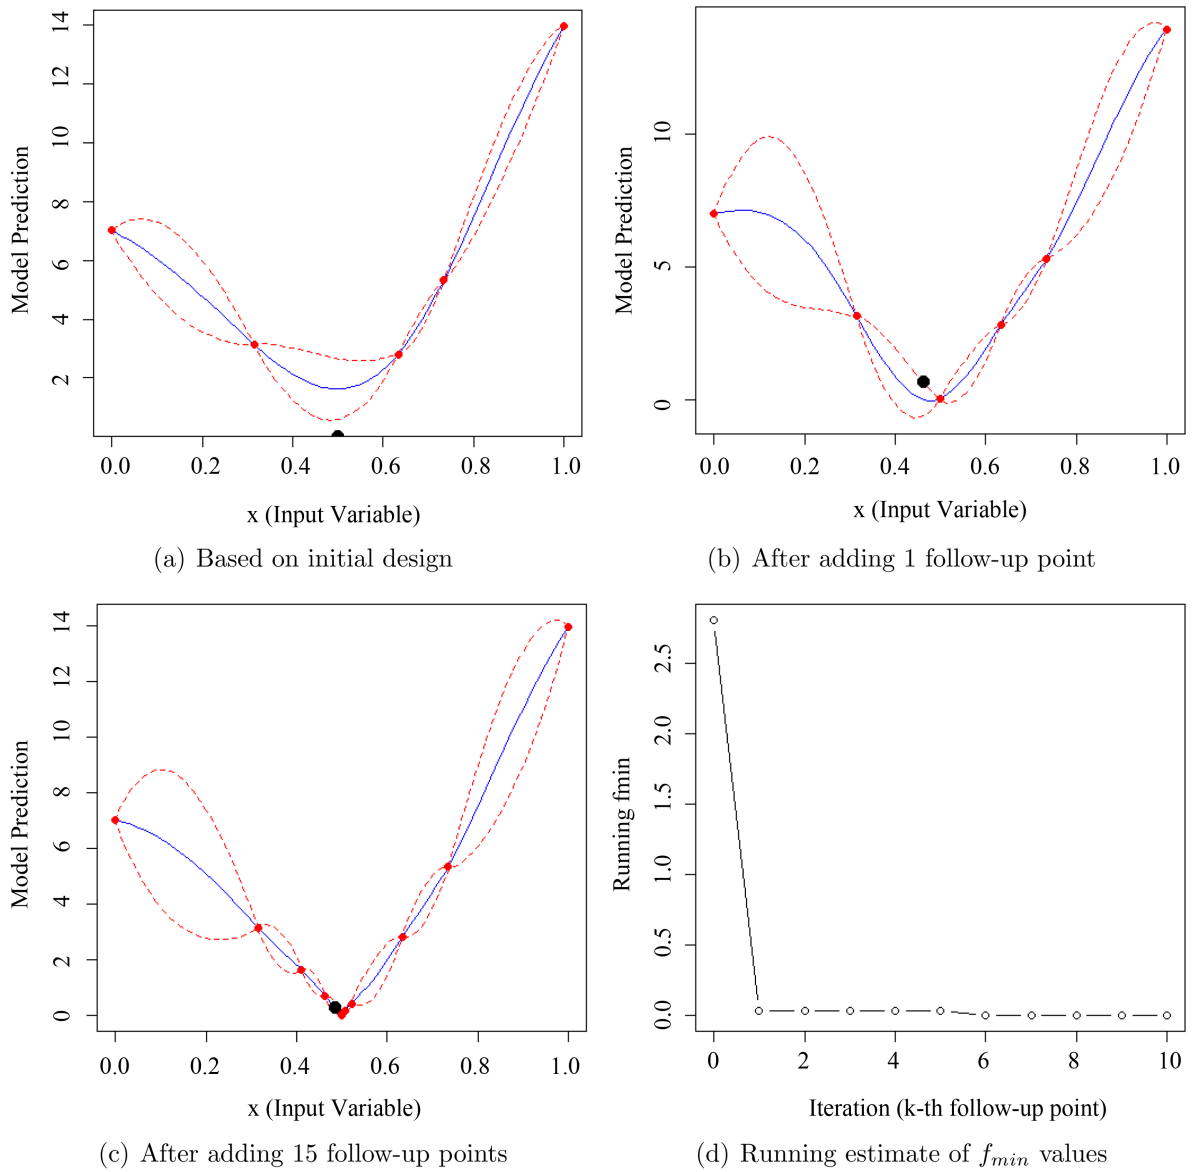 14
12
10
8
6
4
2
Model Prediction
0.0 0.2 0.4 0.6 0.8 1.0
x (Input Variable)
(a) Based on initial design
10
5
0
Model Prediction
0.0 0.2 0.4 0.6 0.8 1.0
x (Input Variable)
(b) After adding 1 follow-up point
14
12
10
8
6
4
2
0
Model Prediction
0.0 0.2 0.4 0.6 0.8 1.0
x (Input Variable)
(c) After adding 15 follow-up points
2.5
2.0
1.5
1.0
0.5
0.0
Running fmin
0 2 4 6 8 10
Iteration (k-th follow-up point)
(d) Running estimate of f_min values